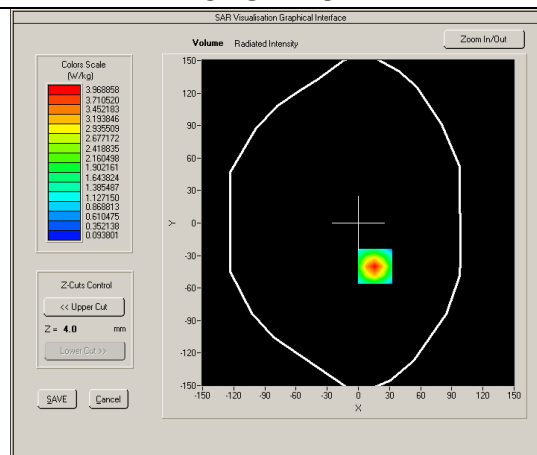 SAR Visualisation Graphical Interface
Volume Radiated Intensity
Zoom In/Out
Colors Scale
(W/kg)
3.968858
3.710520
3.452183
3.193846
2.935509
2.677172
2.418835
2.160498
1.902161
1.643824
1.385487
1.127150
0.868813
0.610475
0.352138
0.093801
Z-Cuts Control
<< Upper Cut
Z = 4.0 mm
Lower Cut >>
SAVE Cancel
150
120
90
60
30
0
-30
-60
-90
-120
-150
Y
-150 -120 -90 -60 -30 0 30 60 90 120 150
X